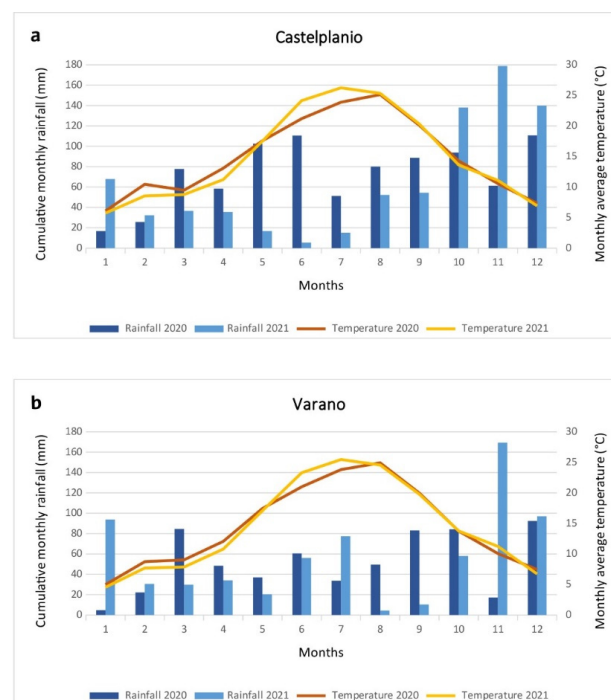 a
Castelplanio
Cumulative monthly rainfall (mm)
180
160
140
120
100
80
60
40
20
0
30
25
20
15
10
5
0
Monthly average temperature (°C)
1 2 3 4 5 6 7 8 9 10 11 12
Months
Rainfall 2020 Rainfall 2021 Temperature 2020 Temperature 2021
b
Varano
Cumulative monthly rainfall (mm)
180
160
140
120
100
80
60
40
20
0
30
25
20
15
10
5
0
Monthly average temperature (°C)
1 2 3 4 5 6 7 8 9 10 11 12
Months
Rainfall 2020 Rainfall 2021 Temperature 2020 Temperature 2021